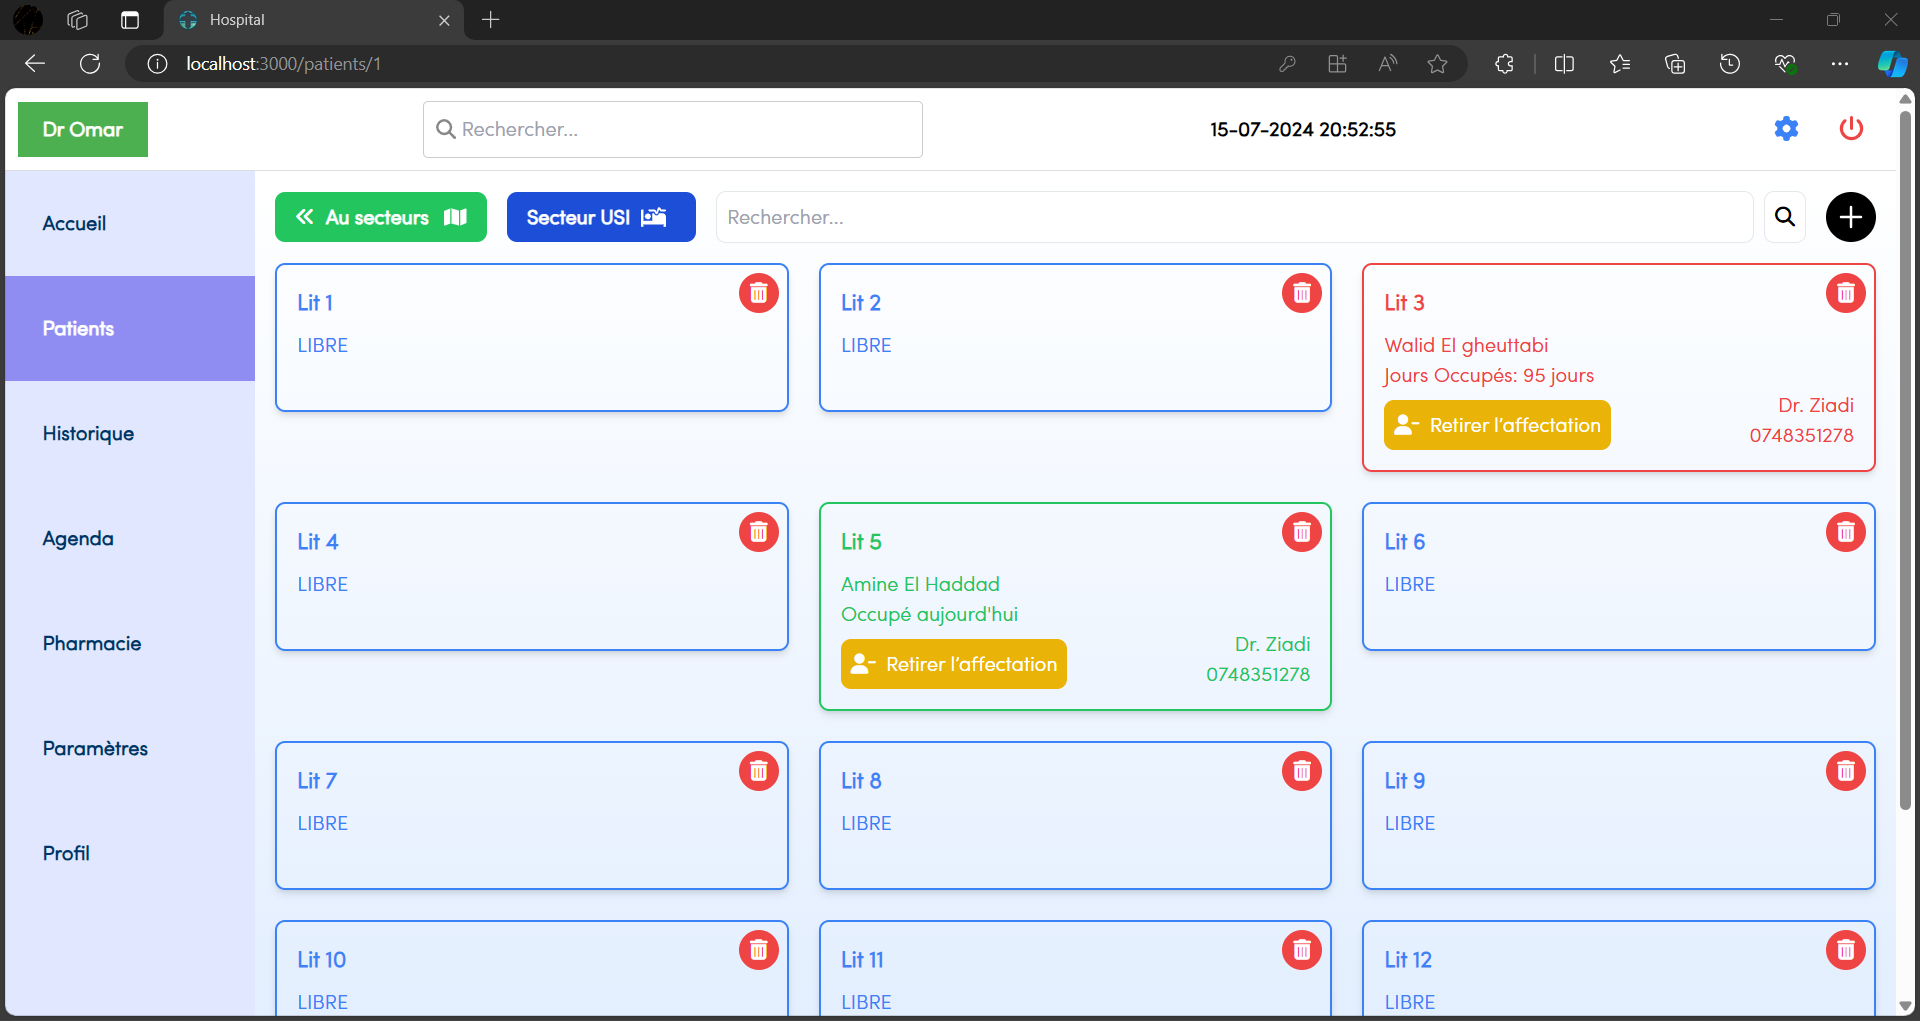 Hospital
localhost:3000/patients/1
Dr Omar
Rechercher...
15-07-2024 20:52:55
Accueil
Patients
Historique
Agenda
Pharmacie
Paramètres
Profil
Au secteurs
Secteur USI
Rechercher...
Lit 1
LIBRE
Lit 2
LIBRE
Lit 3
Walid El gheuttabi
Jours Occupés: 95 jours
Retirer l'affectation
Dr. Ziadi
0748351278
Lit 4
LIBRE
Lit 5
Amine El Haddad
Occupé aujourd'hui
Retirer l'affectation
Dr. Ziadi
0748351278
Lit 6
LIBRE
Lit 7
LIBRE
Lit 8
LIBRE
Lit 9
LIBRE
Lit 10
LIBRE
Lit 11
LIBRE
Lit 12
LIBRE